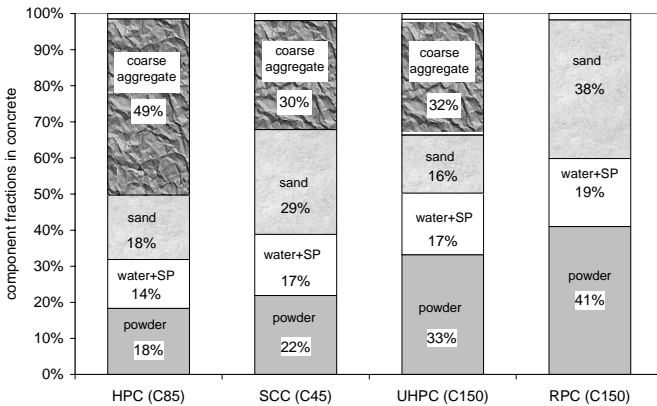 component fractions in concrete
100%
90%
80%
70%
60%
50%
40%
30%
20%
10%
0%
coarse
aggregate
49%
sand
18%
water+SP
14%
powder
18%
coarse
aggregate
30%
sand
29%
water+SP
17%
powder
22%
coarse
aggregate
32%
sand
16%
water+SP
17%
powder
33%
sand
38%
water+SP
19%
powder
41%
HPC (C85)
SCC (C45)
UHPC (C150)
RPC (C150)